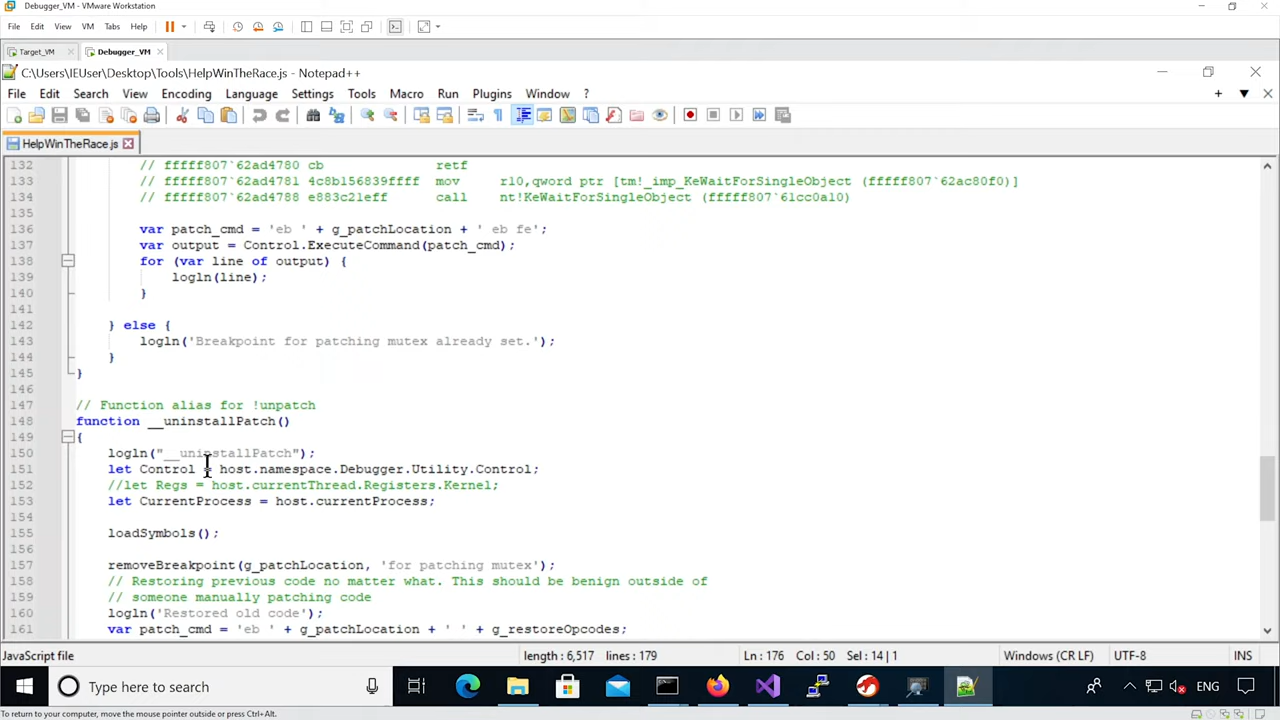 Debugger_VM - VMware Workstation
File Edit View VM Tabs Help
Target_VM Debugger_VM
C:\Users\IEUser\Desktop\Tools\HelpWinTheRace.js - Notepad++
File Edit Search View Encoding Language Settings Tools Macro Run Plugins Window ?
HelpWinTheRace.js
132 // fffff807`62ad4780 cb retf
133 // fffff807`62ad4781 4c8b156839ffff mov r10,qword ptr [tm!_imp_KeWaitForSingleObject (fffff807`62ac80f0)]
134 // fffff807`62ad4788 e883c21eff call nt!KeWaitForSingleObject (fffff807`61cc0a10)
135
136 var patch_cmd = 'eb ' + g_patchLocation + ' eb fe';
137 var output = Control.ExecuteCommand(patch_cmd);
138 for (var line of output) {
139 logln(line);
140 }
141
142 } else {
143 logln('Breakpoint for patching mutex already set.');
144 }
145 }
146
147 // Function alias for !unpatch
148 function __uninstallPatch()
149 {
150 logln("__uninstallPatch");
151 let Control = host.namespace.Debugger.Utility.Control;
152 //let Regs = host.currentThread.Registers.Kernel;
153 let CurrentProcess = host.currentProcess;
154
155 loadSymbols();
156
157 removeBreakpoint(g_patchLocation, 'for patching mutex');
158 // Restoring previous code no matter what. This should be benign outside of
159 // someone manually patching code
160 logln('Restored old code');
161 var patch_cmd = 'eb ' + g_patchLocation + ' ' + g_restoreOpcodes;
JavaScript file length : 6,517 lines : 179 Ln : 176 Col : 50 Sel : 14 | 1 Windows (CR LF) UTF-8 INS
Type here to search ENG
To return to your computer, move the mouse pointer outside or press Ctrl+Alt.